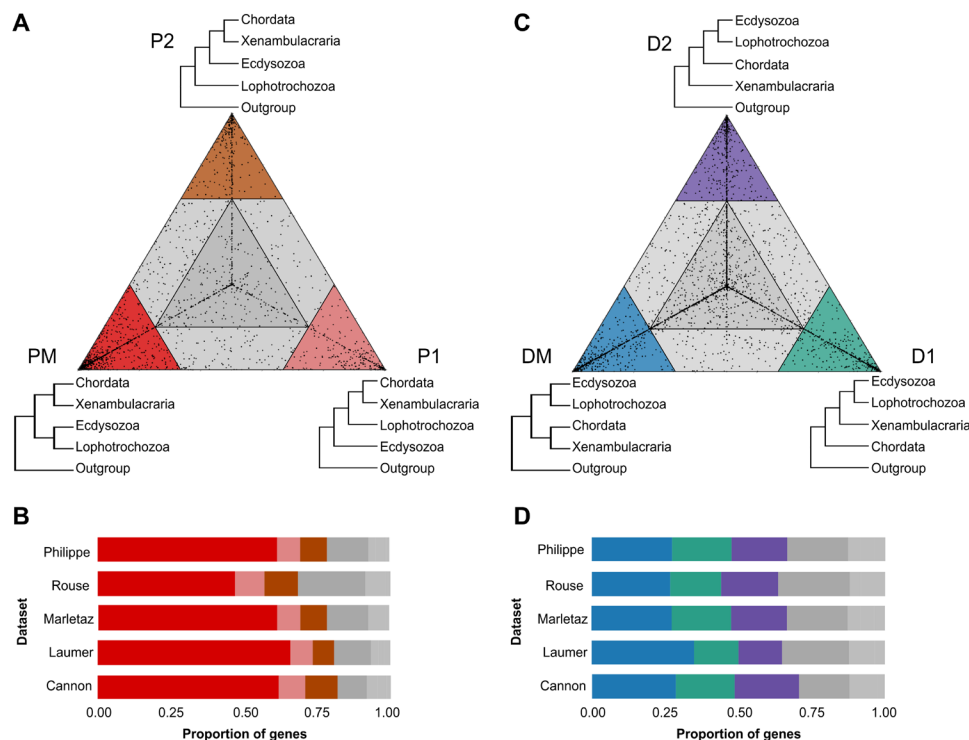 A
P2
Chordata
Xenambulacraria
Ecdysozoa
Lophotrochozoa
Outgroup
PM
Chordata
Xenambulacraria
Ecdysozoa
Lophotrochozoa
Outgroup
P1
Chordata
Xenambulacraria
Lophotrochozoa
Ecdysozoa
Outgroup
C
D2
Ecdysozoa
Lophotrochozoa
Chordata
Xenambulacraria
Outgroup
DM
Ecdysozoa
Lophotrochozoa
Chordata
Xenambulacraria
Outgroup
D1
Ecdysozoa
Lophotrochozoa
Xenambulacraria
Chordata
Outgroup
B
Dataset
Philippe
Rouse
Marletaz
Laumer
Cannon
0.00 0.25 0.50 0.75 1.00
Proportion of genes
D
Dataset
Philippe
Rouse
Marletaz
Laumer
Cannon
0.00 0.25 0.50 0.75 1.00
Proportion of genes